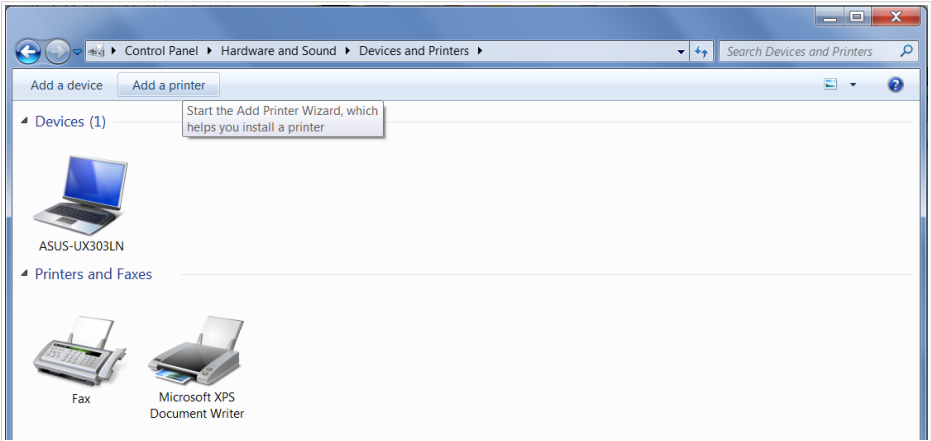 Control Panel ▸ Hardware and Sound ▸ Devices and Printers ▸
Search Devices and Printers
Add a device
Add a printer
Start the Add Printer Wizard, which
helps you install a printer
Devices (1)
ASUS-UX303LN
Printers and Faxes
Fax
Microsoft XPS
Document Writer